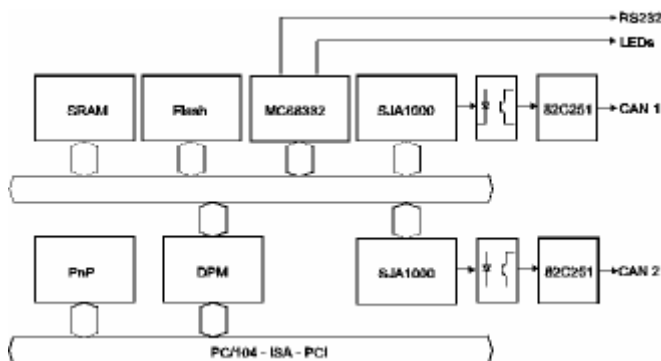 RS232
LEDs
SRAM
Flash
MC68332
SJA1000
82C251
CAN 1
PnP
DPM
SJA1000
82C251
CAN 2
PC/104 - ISA - PCI